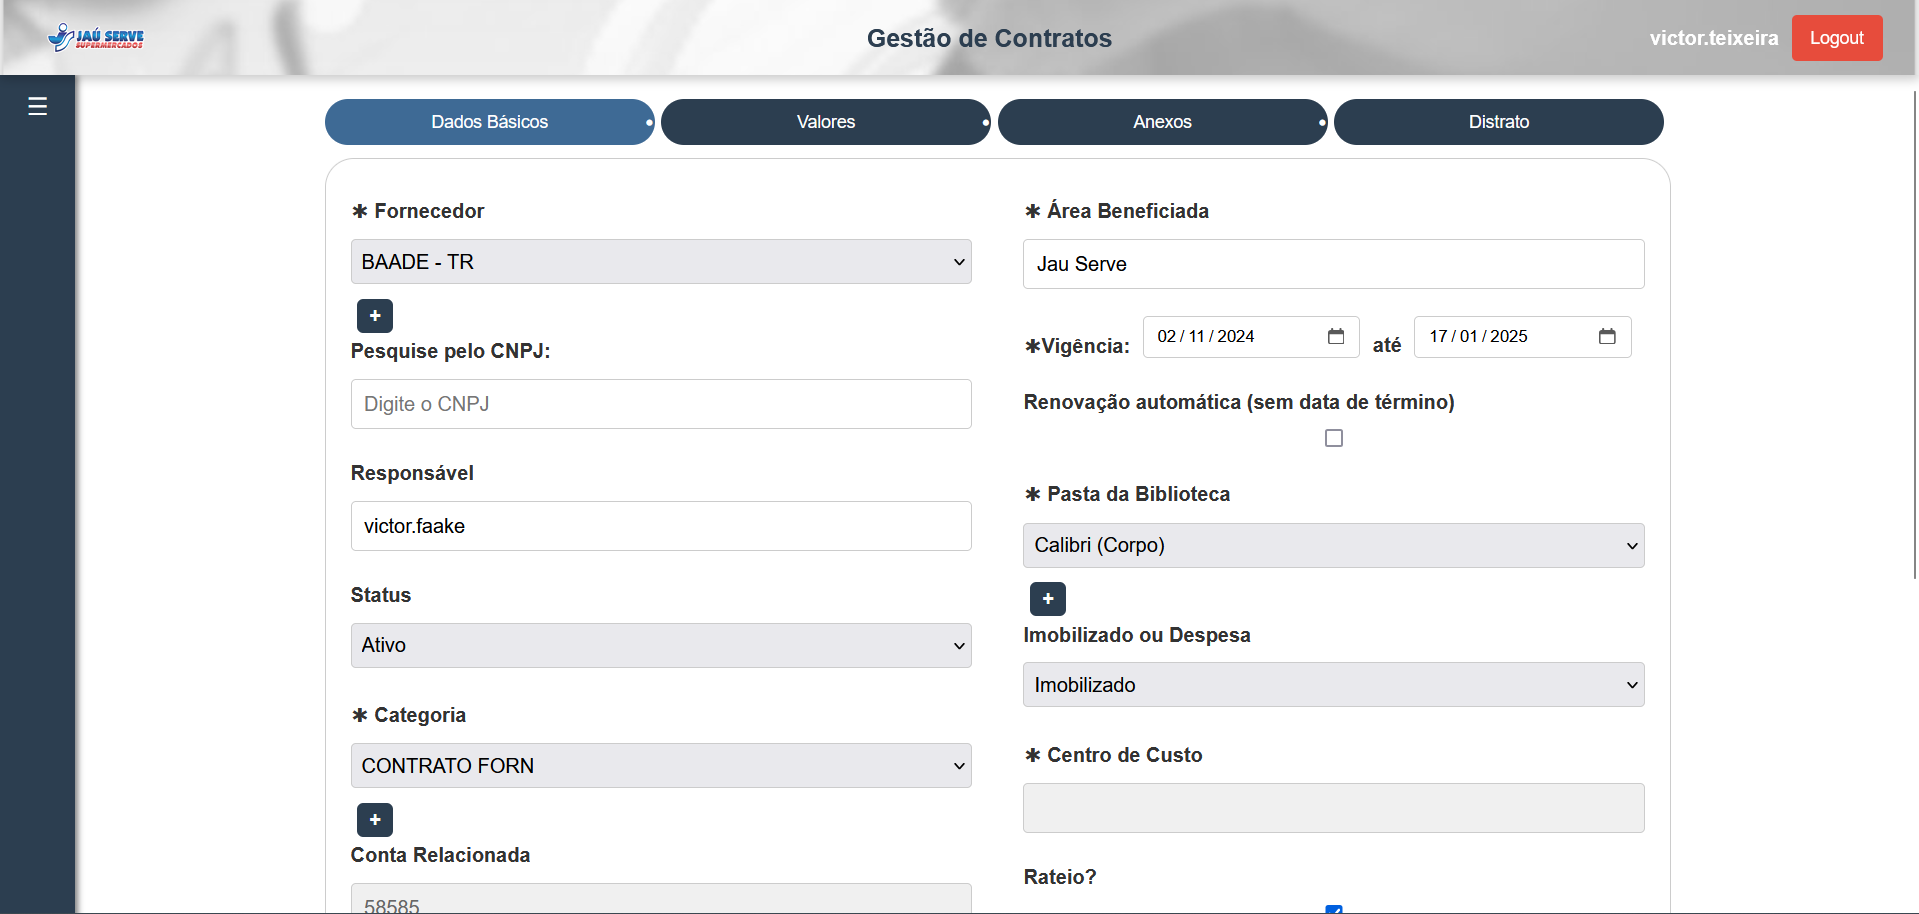 JAÚ SERVE
SUPERMERCADOS
Gestão de Contratos
victor.teixeira
Logout
Dados Básicos
Valores
Anexos
Distrato
✱ Fornecedor
BAADE - TR
+
Pesquise pelo CNPJ:
Digite o CNPJ
Responsável
victor.faake
Status
Ativo
✱ Categoria
CONTRATO FORN
+
Conta Relacionada
58585
✱ Área Beneficiada
Jau Serve
✱Vigência: 02/11/2024 até 17/01/2025
Renovação automática (sem data de término)
✱ Pasta da Biblioteca
Calibri (Corpo)
+
Imobilizado ou Despesa
Imobilizado
✱ Centro de Custo
Rateio?